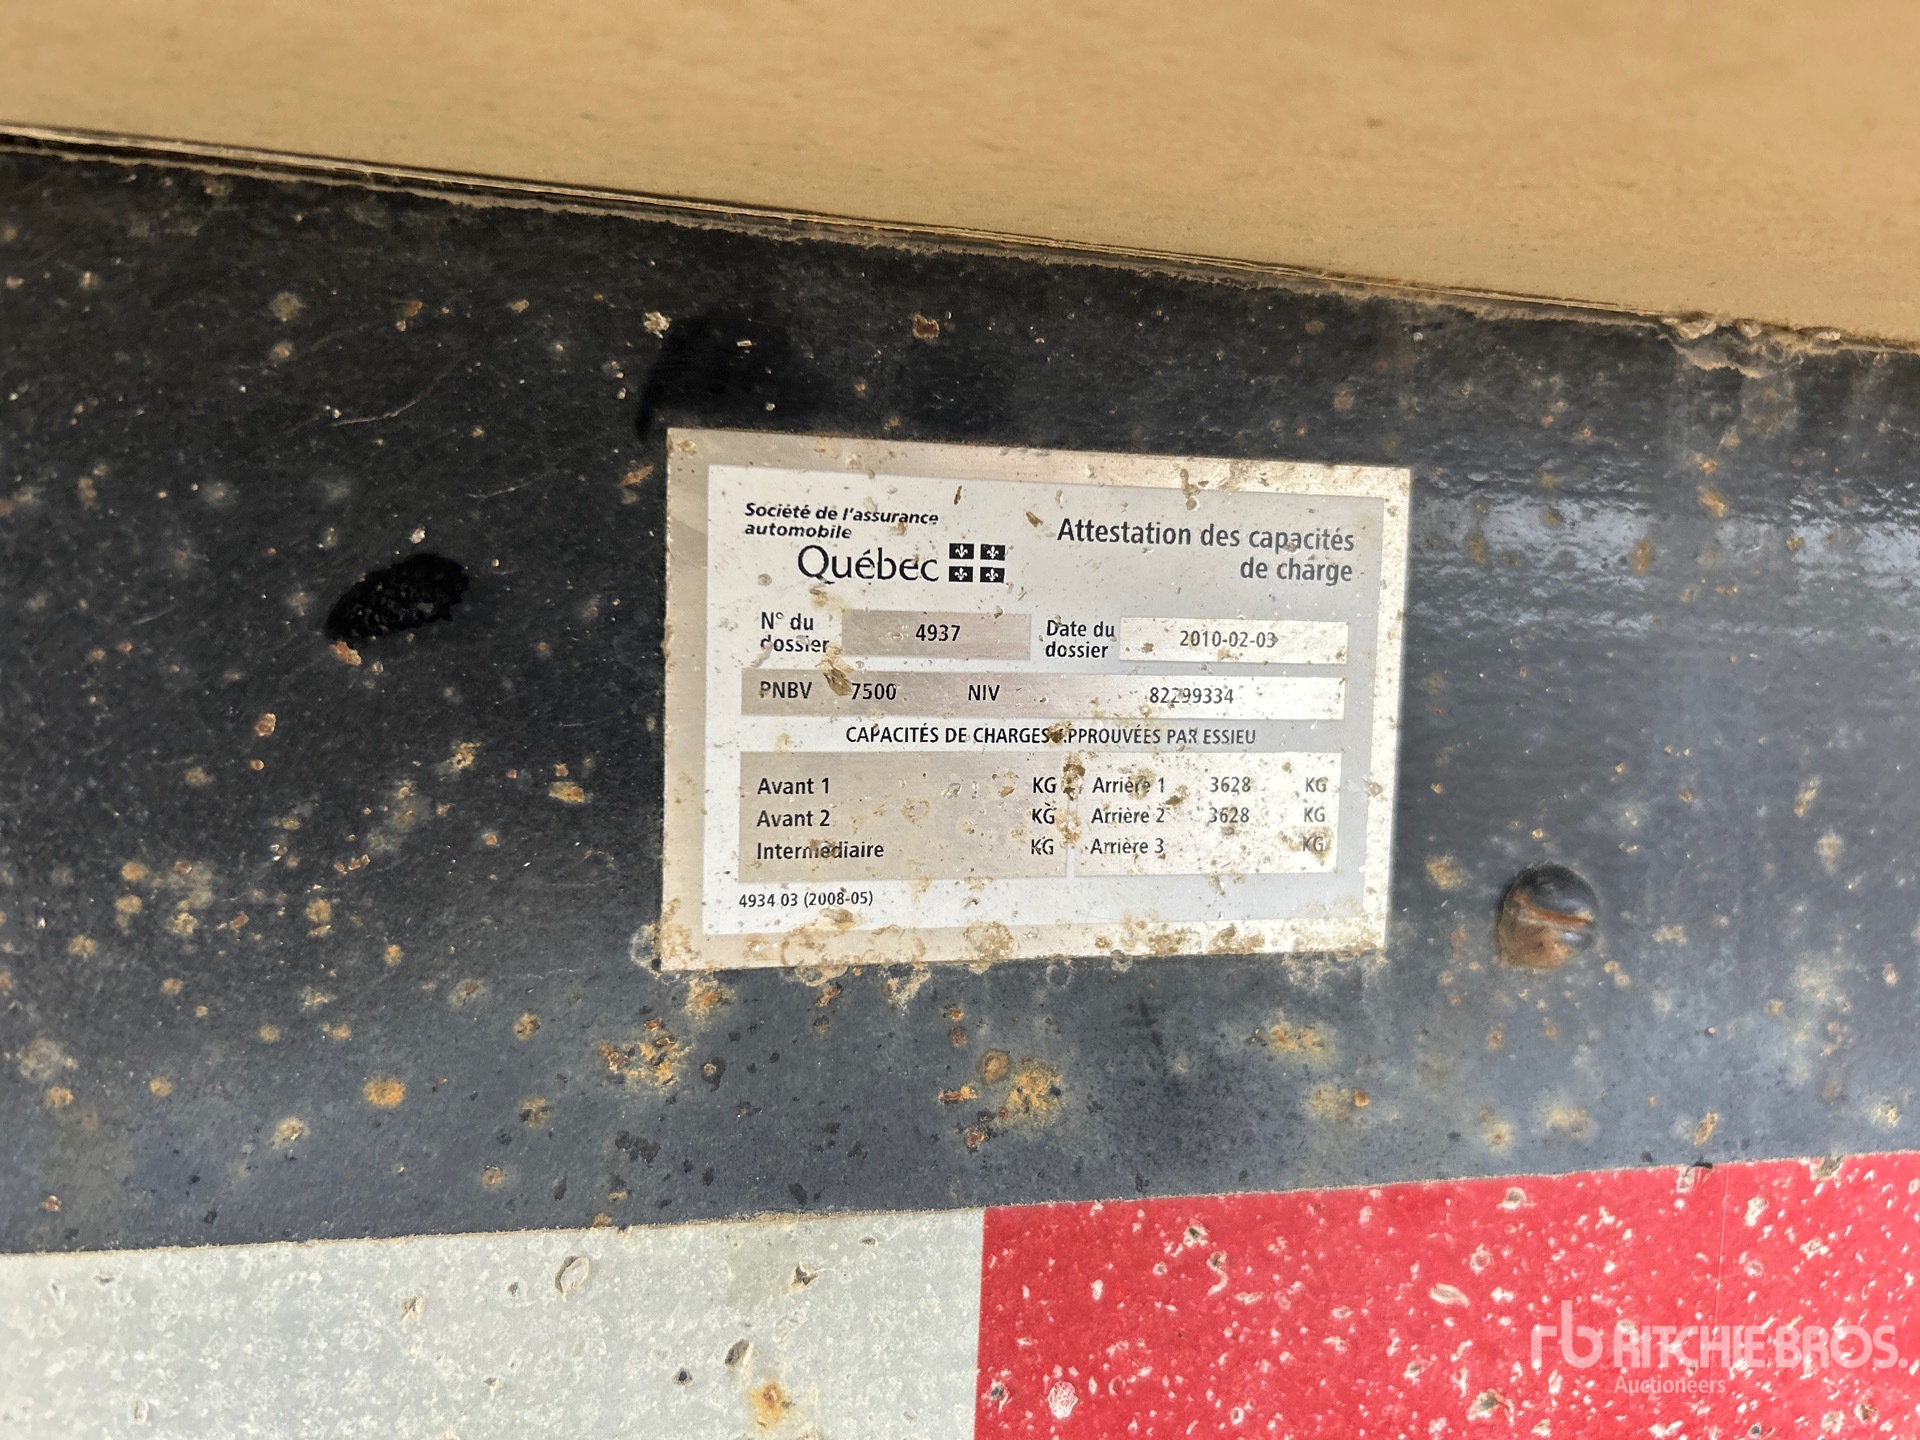 Société de l'assurance
automobile
Québec
Attestation des capacités
de charge
N° du
dossier
4937
Date du
dossier
2010-02-03
PNBV 7500 NIV 82299334
CAPACITÉS DE CHARGES APPROUVÉES PAR ESSIEU
Avant 1 KG Arrière 1 3628 KG
Avant 2 KG Arrière 2 3628 KG
Intermédiaire KG Arrière 3 KG
4934 03 (2008-05)
rb RITCHIE BROS.
Auctioneers